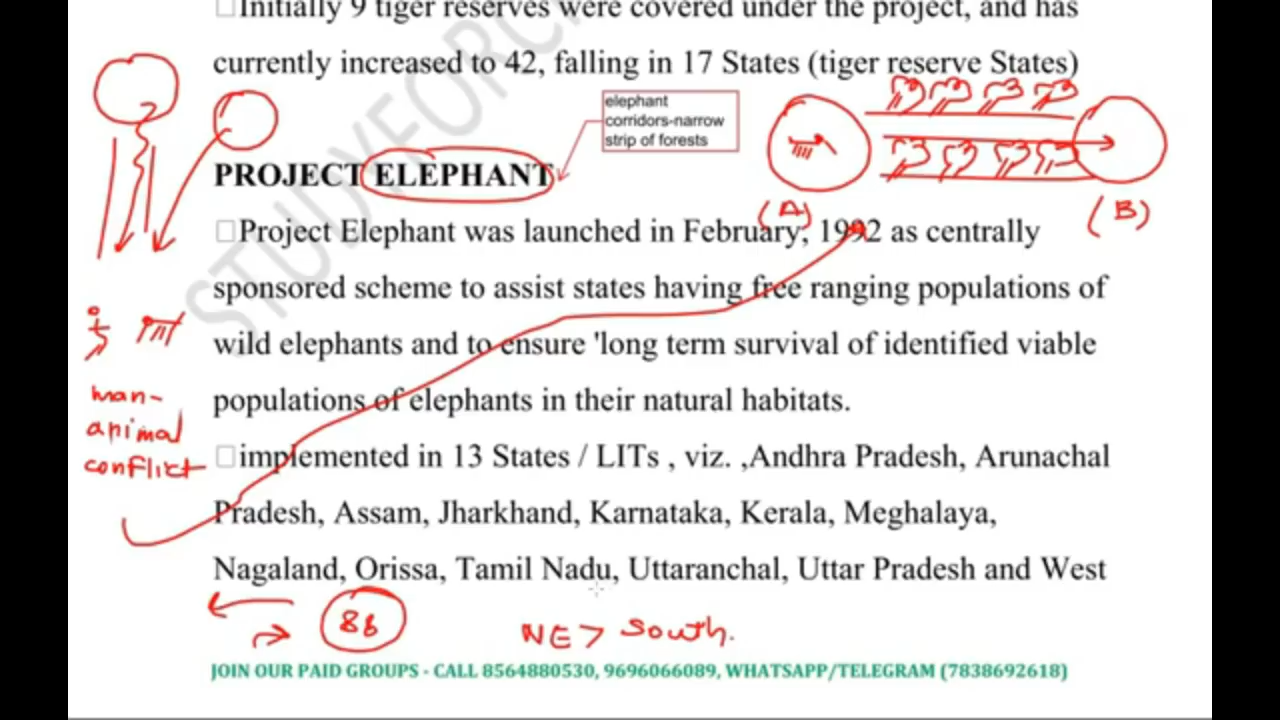 Initially 9 tiger reserves were covered under the project, and has
currently increased to 42, falling in 17 States (tiger reserve States)
elephant
corridors-narrow
strip of forests
PROJECT ELEPHANT
(A)
(B)
Project Elephant was launched in February, 1992 as centrally
sponsored scheme to assist states having free ranging populations of
wild elephants and to ensure 'long term survival of identified viable
populations of elephants in their natural habitats.
man-
animal
conflict
implemented in 13 States / LITs , viz. ,Andhra Pradesh, Arunachal
Pradesh, Assam, Jharkhand, Karnataka, Kerala, Meghalaya,
Nagaland, Orissa, Tamil Nadu, Uttaranchal, Uttar Pradesh and West
NE > South.
JOIN OUR PAID GROUPS - CALL 8564880530, 9696066089, WHATSAPP/TELEGRAM (7838692618)